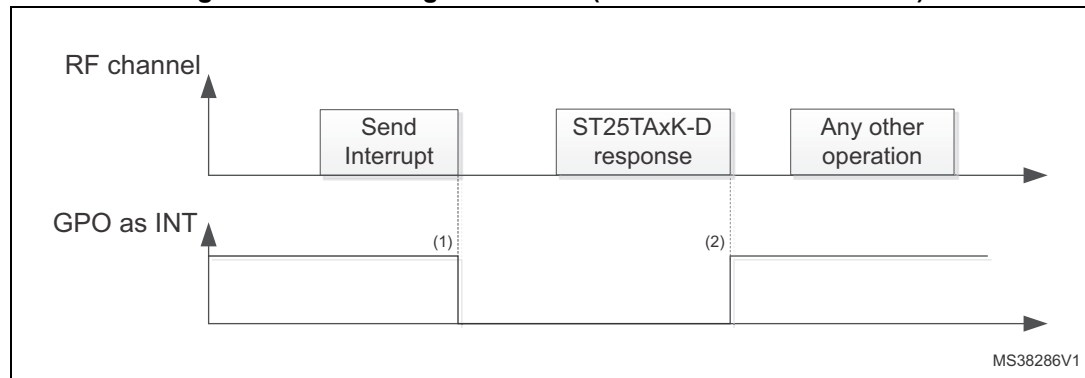 RF channel
Send
Interrupt
ST25TAxK-D
response
Any other
operation
GPO as INT
(1)
(2)
MS38286V1